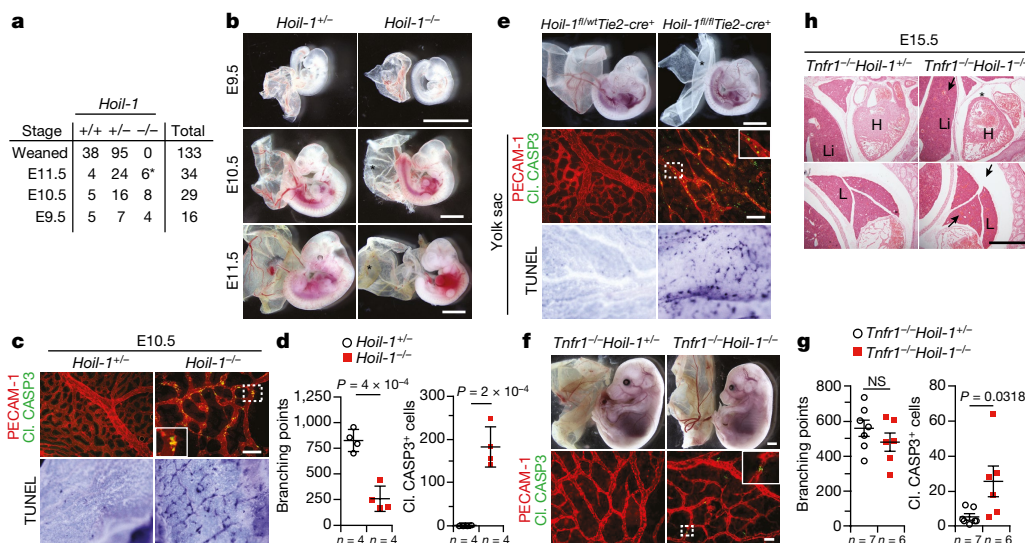 a
Hoil-1
Stage +/+ +/– –/– Total
Weaned 38 95 0 133
E11.5 4 24 6* 34
E10.5 5 16 8 29
E9.5 5 7 4 16
b
Hoil-1+/– Hoil-1–/–
E9.5
E10.5
*
E11.5
*
c
E10.5
Hoil-1+/– Hoil-1–/–
PECAM-1
Cl. CASP3
TUNEL
d
Hoil-1+/–
Hoil-1–/–
P = 4 × 10–4
Branching points
1,000
750
500
250
0
n = 4 n = 4
P = 2 × 10–4
Cl. CASP3+ cells
300
200
100
0
n = 4 n = 4
e
Hoil-1fl/wtTie2-cre+ Hoil-1fl/flTie2-cre+
*
Yolk sac
PECAM-1
Cl. CASP3
TUNEL
f
Tnfr1–/–Hoil-1+/– Tnfr1–/–Hoil-1–/–
PECAM-1
Cl. CASP3
g
Tnfr1–/–Hoil-1+/–
Tnfr1–/–Hoil-1–/–
NS
Branching points
800
600
400
200
0
n = 7 n = 6
P = 0.0318
Cl. CASP3+ cells
60
40
20
0
n = 7 n = 6
h
E15.5
Tnfr1–/–Hoil-1+/– Tnfr1–/–Hoil-1–/–
H
Li
*
Li
H
L
L